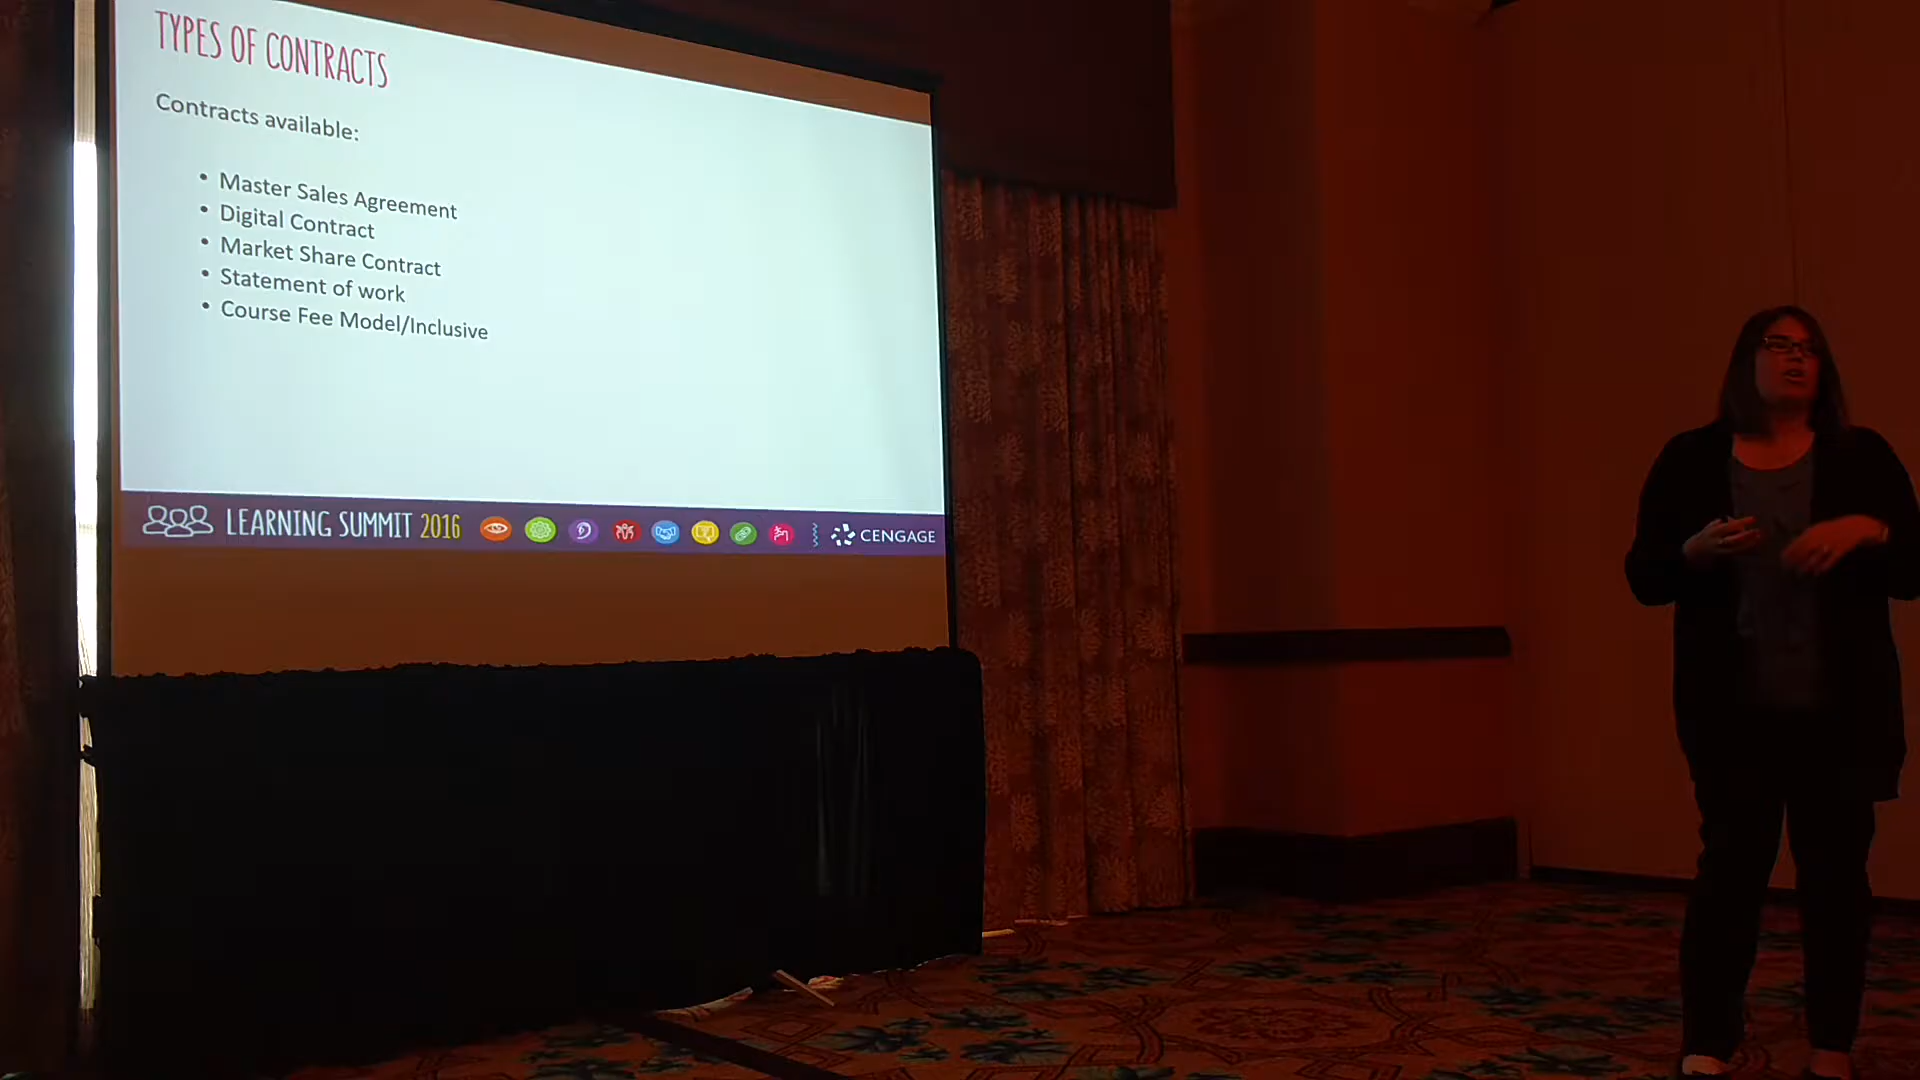 TYPES OF CONTRACTS
Contracts available:
• Master Sales Agreement
• Digital Contract
• Market Share Contract
• Statement of work
• Course Fee Model/Inclusive
LEARNING SUMMIT 2016 CENGAGE